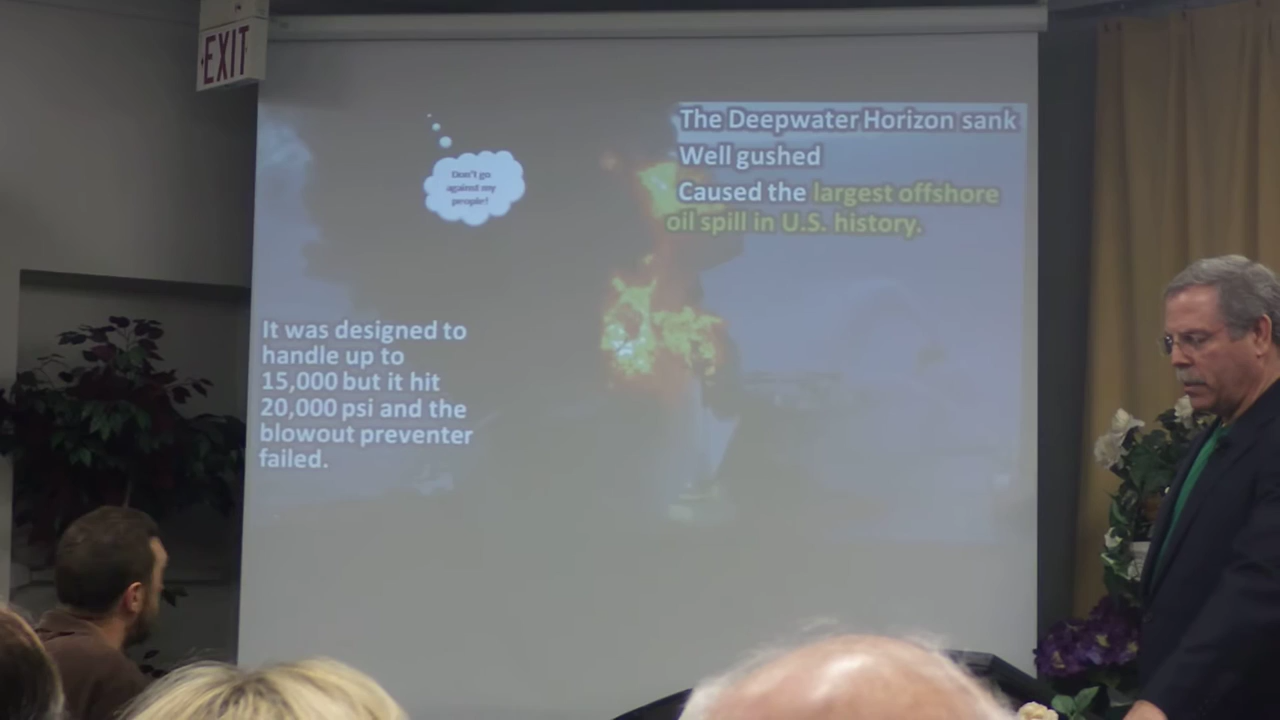 EXIT
The Deepwater Horizon sank
Well gushed
Caused the largest offshore
oil spill in U.S. history.
Don't go
against my
people!
It was designed to
handle up to
15,000 but it hit
20,000 psi and the
blowout preventer
failed.